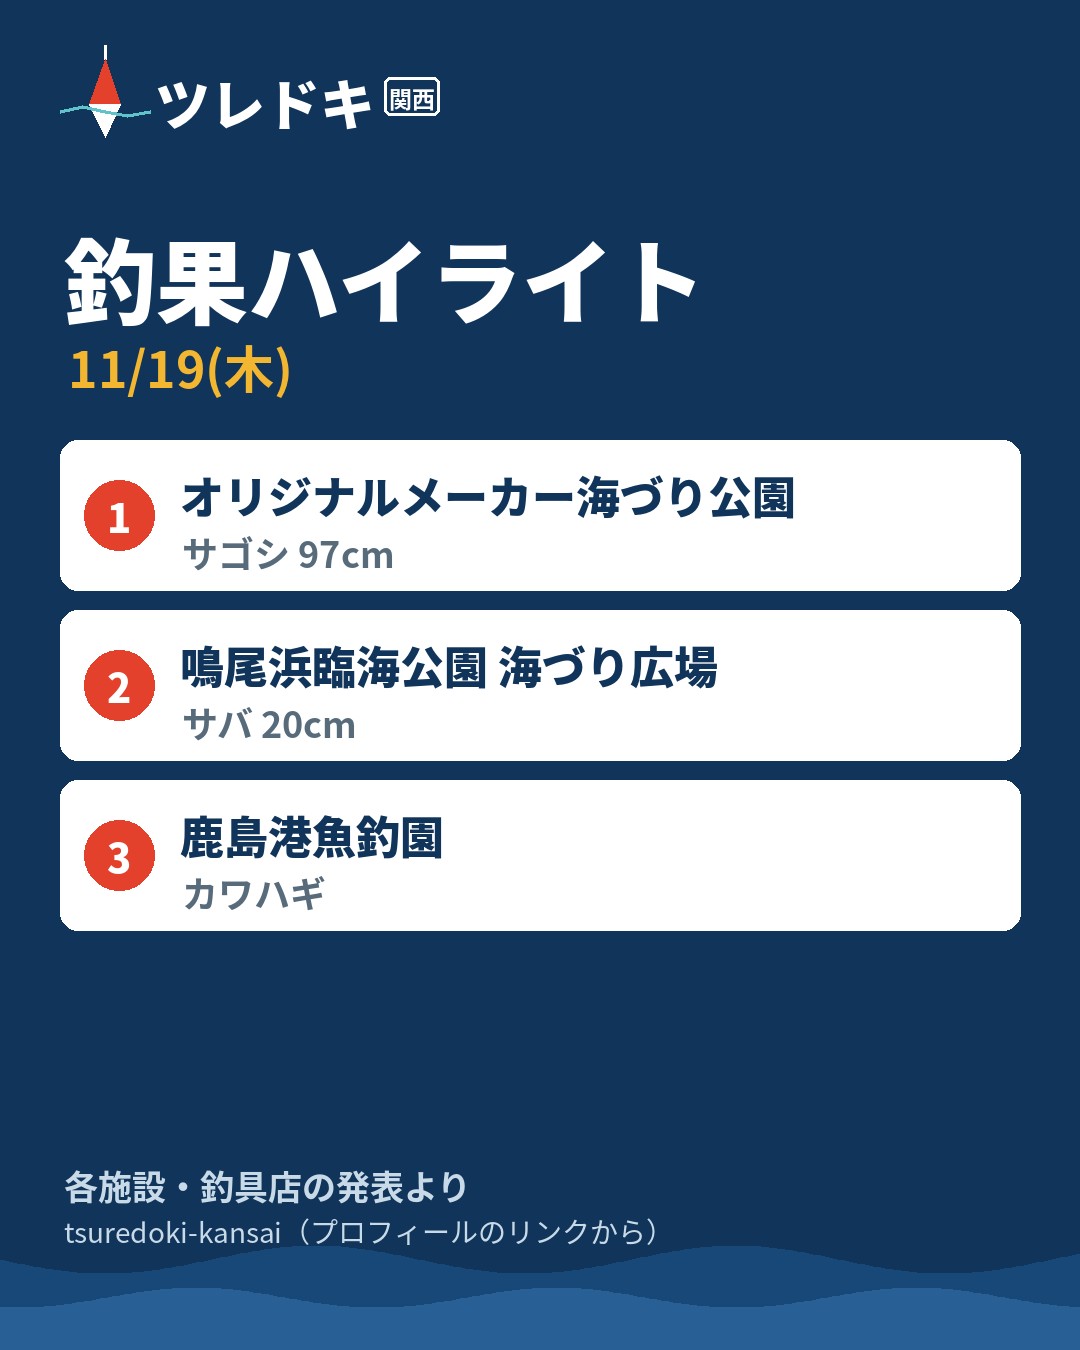 ツレドキ 関西
釣果ハイライト
11/19(木)
1 オリジナルメーカー海づり公園
サゴシ 97cm
2 鳴尾浜臨海公園 海づり広場
サバ 20cm
3 鹿島港魚釣園
カワハギ
各施設・釣具店の発表より
tsuredoki-kansai（プロフィールのリンクから）